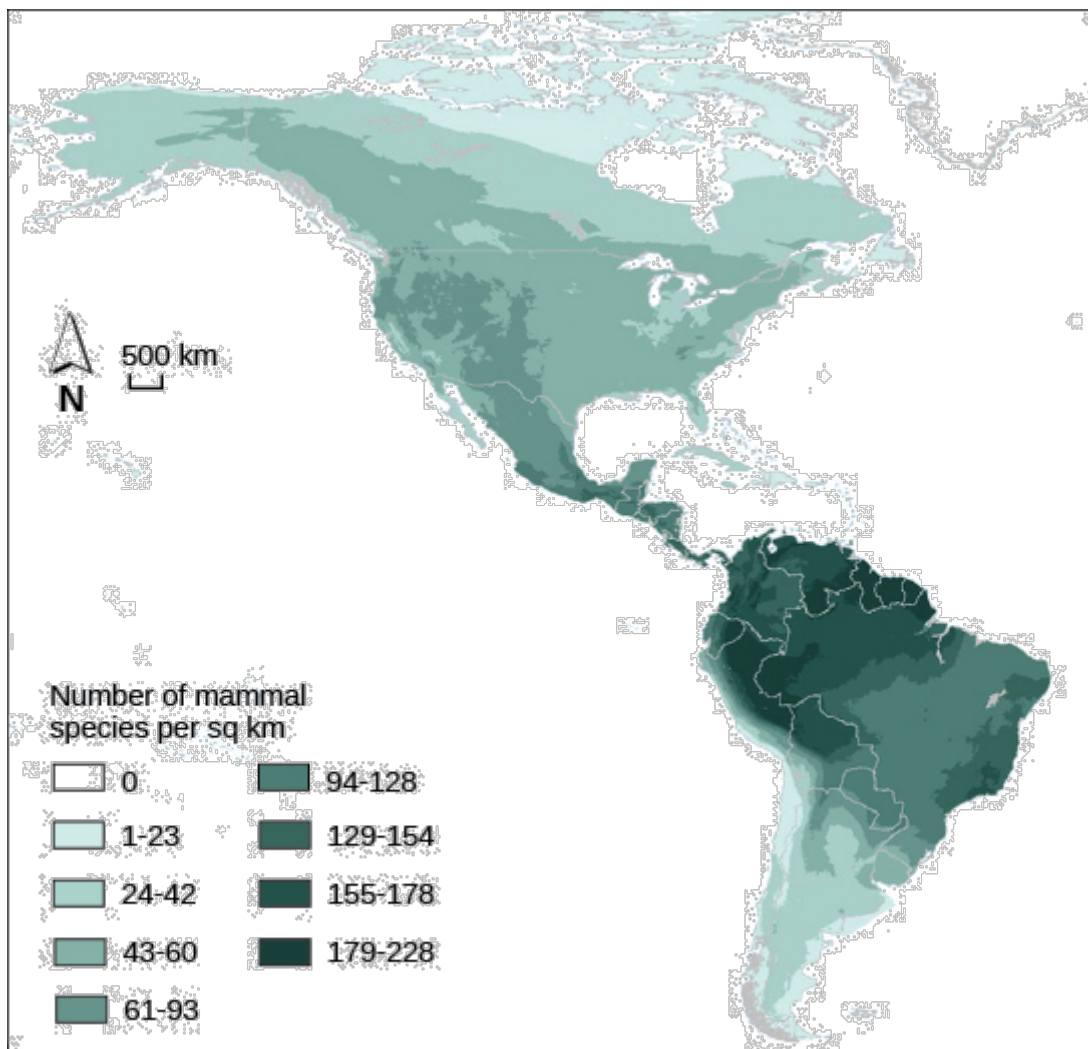 500 km
N
Number of mammal
species per sq km
0
1-23
24-42
43-60
61-93
94-128
129-154
155-178
179-228